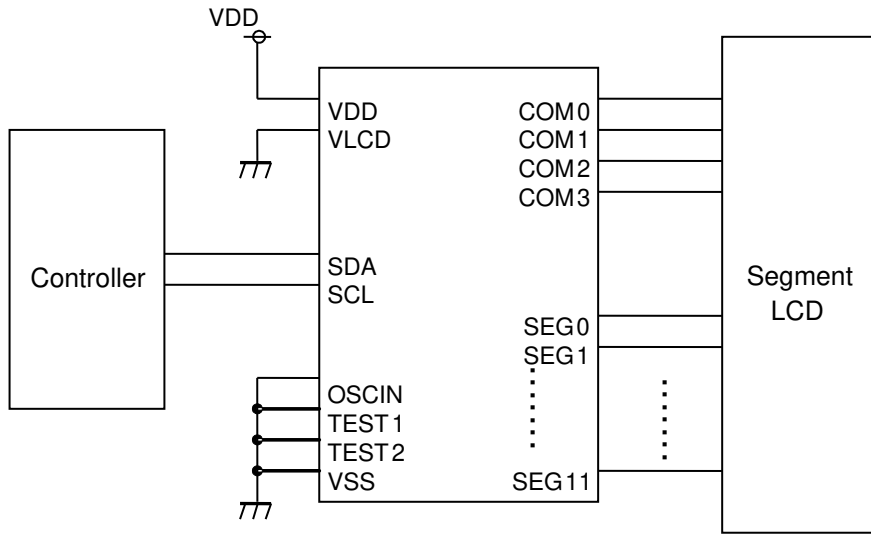 VDD
VDD
VLCD
SDA
SCL
OSCIN
TEST1
TEST2
VSS
COM0
COM1
COM2
COM3
SEG0
SEG1
SEG11
Controller
Segment
LCD